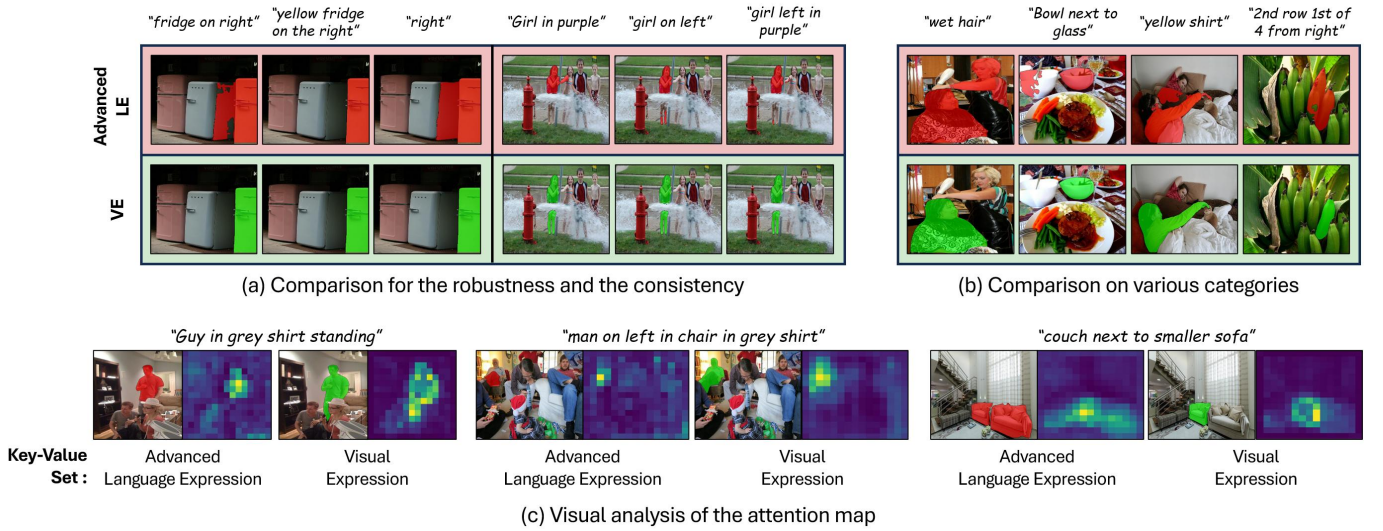 "fridge on right"
"yellow fridge
on the right"
"right"
"Girl in purple"
"girl on left"
"girl left in
purple"
"wet hair"
"Bowl next to
glass"
"yellow shirt"
"2nd row 1st of
4 from right"
Advanced
LE
VE
(a) Comparison for the robustness and the consistency
(b) Comparison on various categories
"Guy in grey shirt standing"
"man on left in chair in grey shirt"
"couch next to smaller sofa"
Key-Value
Set :
Advanced
Language Expression
Visual
Expression
Advanced
Language Expression
Visual
Expression
Advanced
Language Expression
Visual
Expression
(c) Visual analysis of the attention map